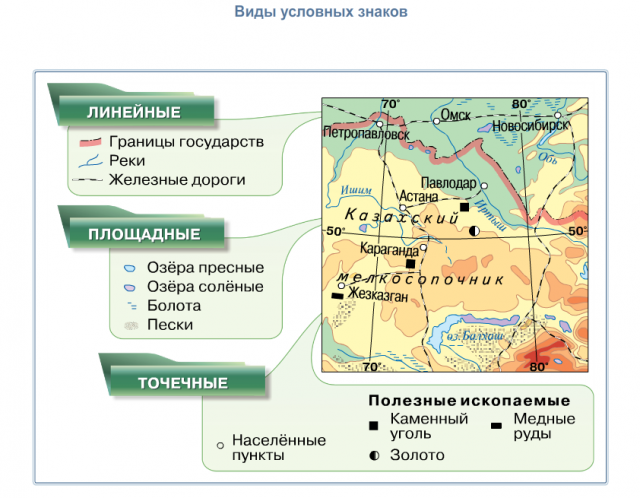 Виды условных знаков
ЛИНЕЙНЫЕ
Границы государств
Реки
Железные дороги
ПЛОЩАДНЫЕ
Озёра пресные
Озёра солёные
Болота
Пески
ТОЧЕЧНЫЕ
Населённые
пункты
70°
80°
Петропавловск
Омск
Новосибирск
Обь
Павлодар
Ишим
Астана
Иртыш
Казахский
50°
50°
Караганда
мелкосопочник
Жезказган
оз. Балхаш
70°
80°
Полезные ископаемые
Каменный
уголь
Медные
руды
Золото